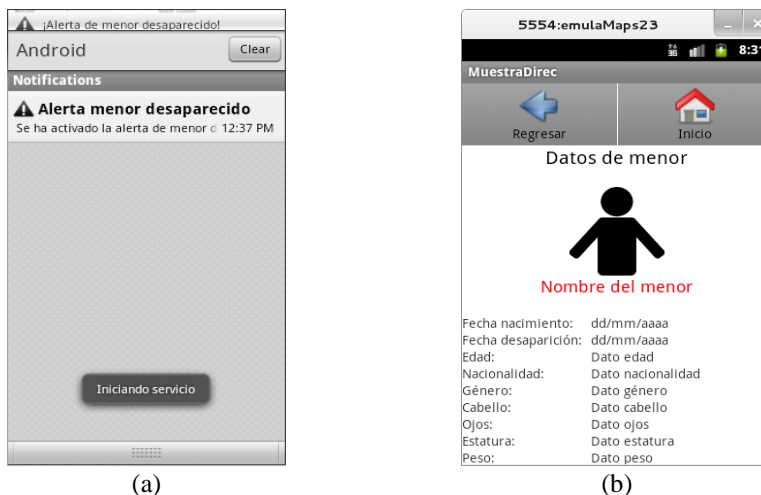 ¡Alerta de menor desaparecido!
Android Clear
Notifications
Alerta menor desaparecido
Se ha activado la alerta de menor d 12:37 PM
Iniciando servicio
(a)
5554:emulaMaps23
3G 8:31
MuestraDirec
Regresar Inicio
Datos de menor
Nombre del menor
Fecha nacimiento: dd/mm/aaaa
Fecha desaparición: dd/mm/aaaa
Edad: Dato edad
Nacionalidad: Dato nacionalidad
Género: Dato género
Cabello: Dato cabello
Ojos: Dato ojos
Estatura: Dato estatura
Peso: Dato peso
(b)